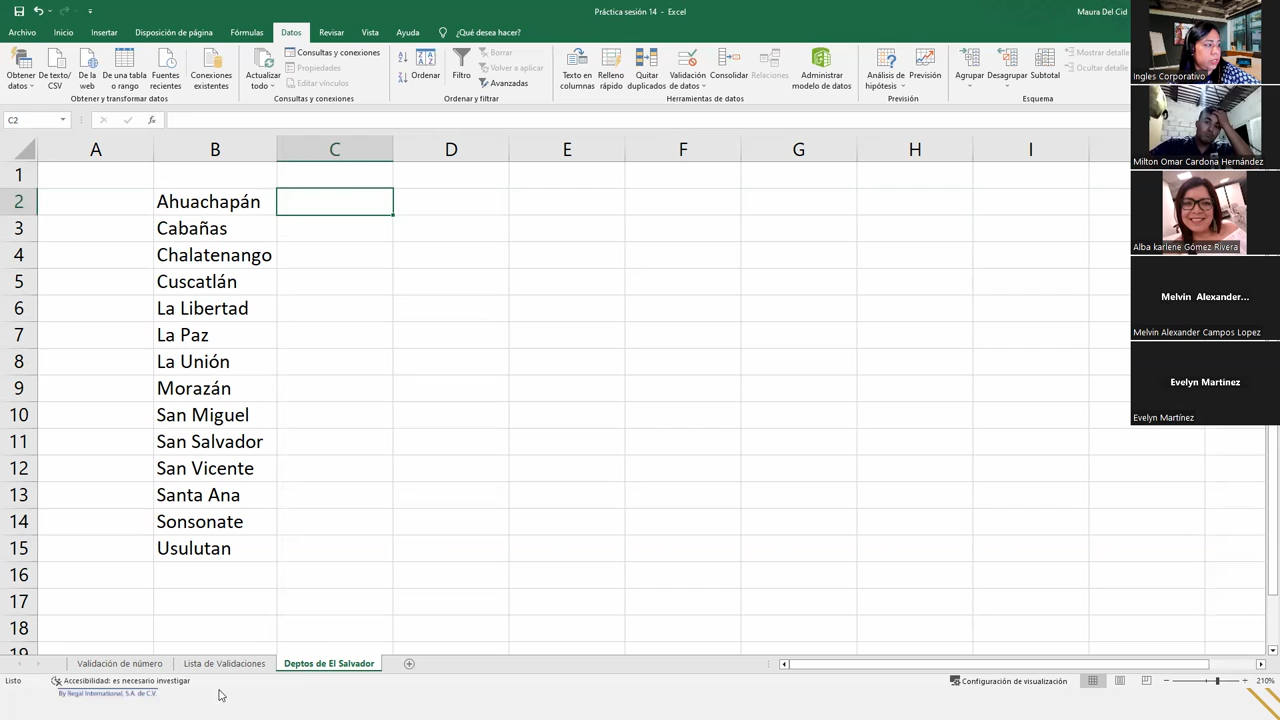 Práctica sesión 14 - Excel
Maura Del Cid
Archivo Inicio Insertar Disposición de página Fórmulas Datos Revisar Vista Ayuda ¿Qué desea hacer?
Obtener datos
De texto/CSV
De la web
De una tabla o rango
Fuentes recientes
Conexiones existentes
Obtener y transformar datos
Actualizar todo
Consultas y conexiones
Propiedades
Editar vínculos
Consultas y conexiones
Ordenar
Filtro
Borrar
Volver a aplicar
Avanzadas
Ordenar y filtrar
Texto en columnas
Relleno rápido
Quitar duplicados
Validación de datos
Consolidar
Relaciones
Administrar modelo de datos
Herramientas de datos
Análisis de hipótesis
Previsión
Previsión
Agrupar
Desagrupar
Subtotal
Mostrar detalle
Ocultar detalle
Esquema
C2
fx
A B C D E F G H I
1
2 Ahuachapán
3 Cabañas
4 Chalatenango
5 Cuscatlán
6 La Libertad
7 La Paz
8 La Unión
9 Morazán
10 San Miguel
11 San Salvador
12 San Vicente
13 Santa Ana
14 Sonsonate
15 Usulutan
16
17
18
19
Ingles Corporativo
Milton Omar Cardona Hernández
Alba karlene Gómez Rivera
Melvin Alexander...
Melvin Alexander Campos Lopez
Evelyn Martinez
Evelyn Martínez
Validación de número Lista de Validaciones Deptos de El Salvador
Listo
Accesibilidad: es necesario investigar
Configuración de visualización
210%
By Regal International, S.A. de C.V.